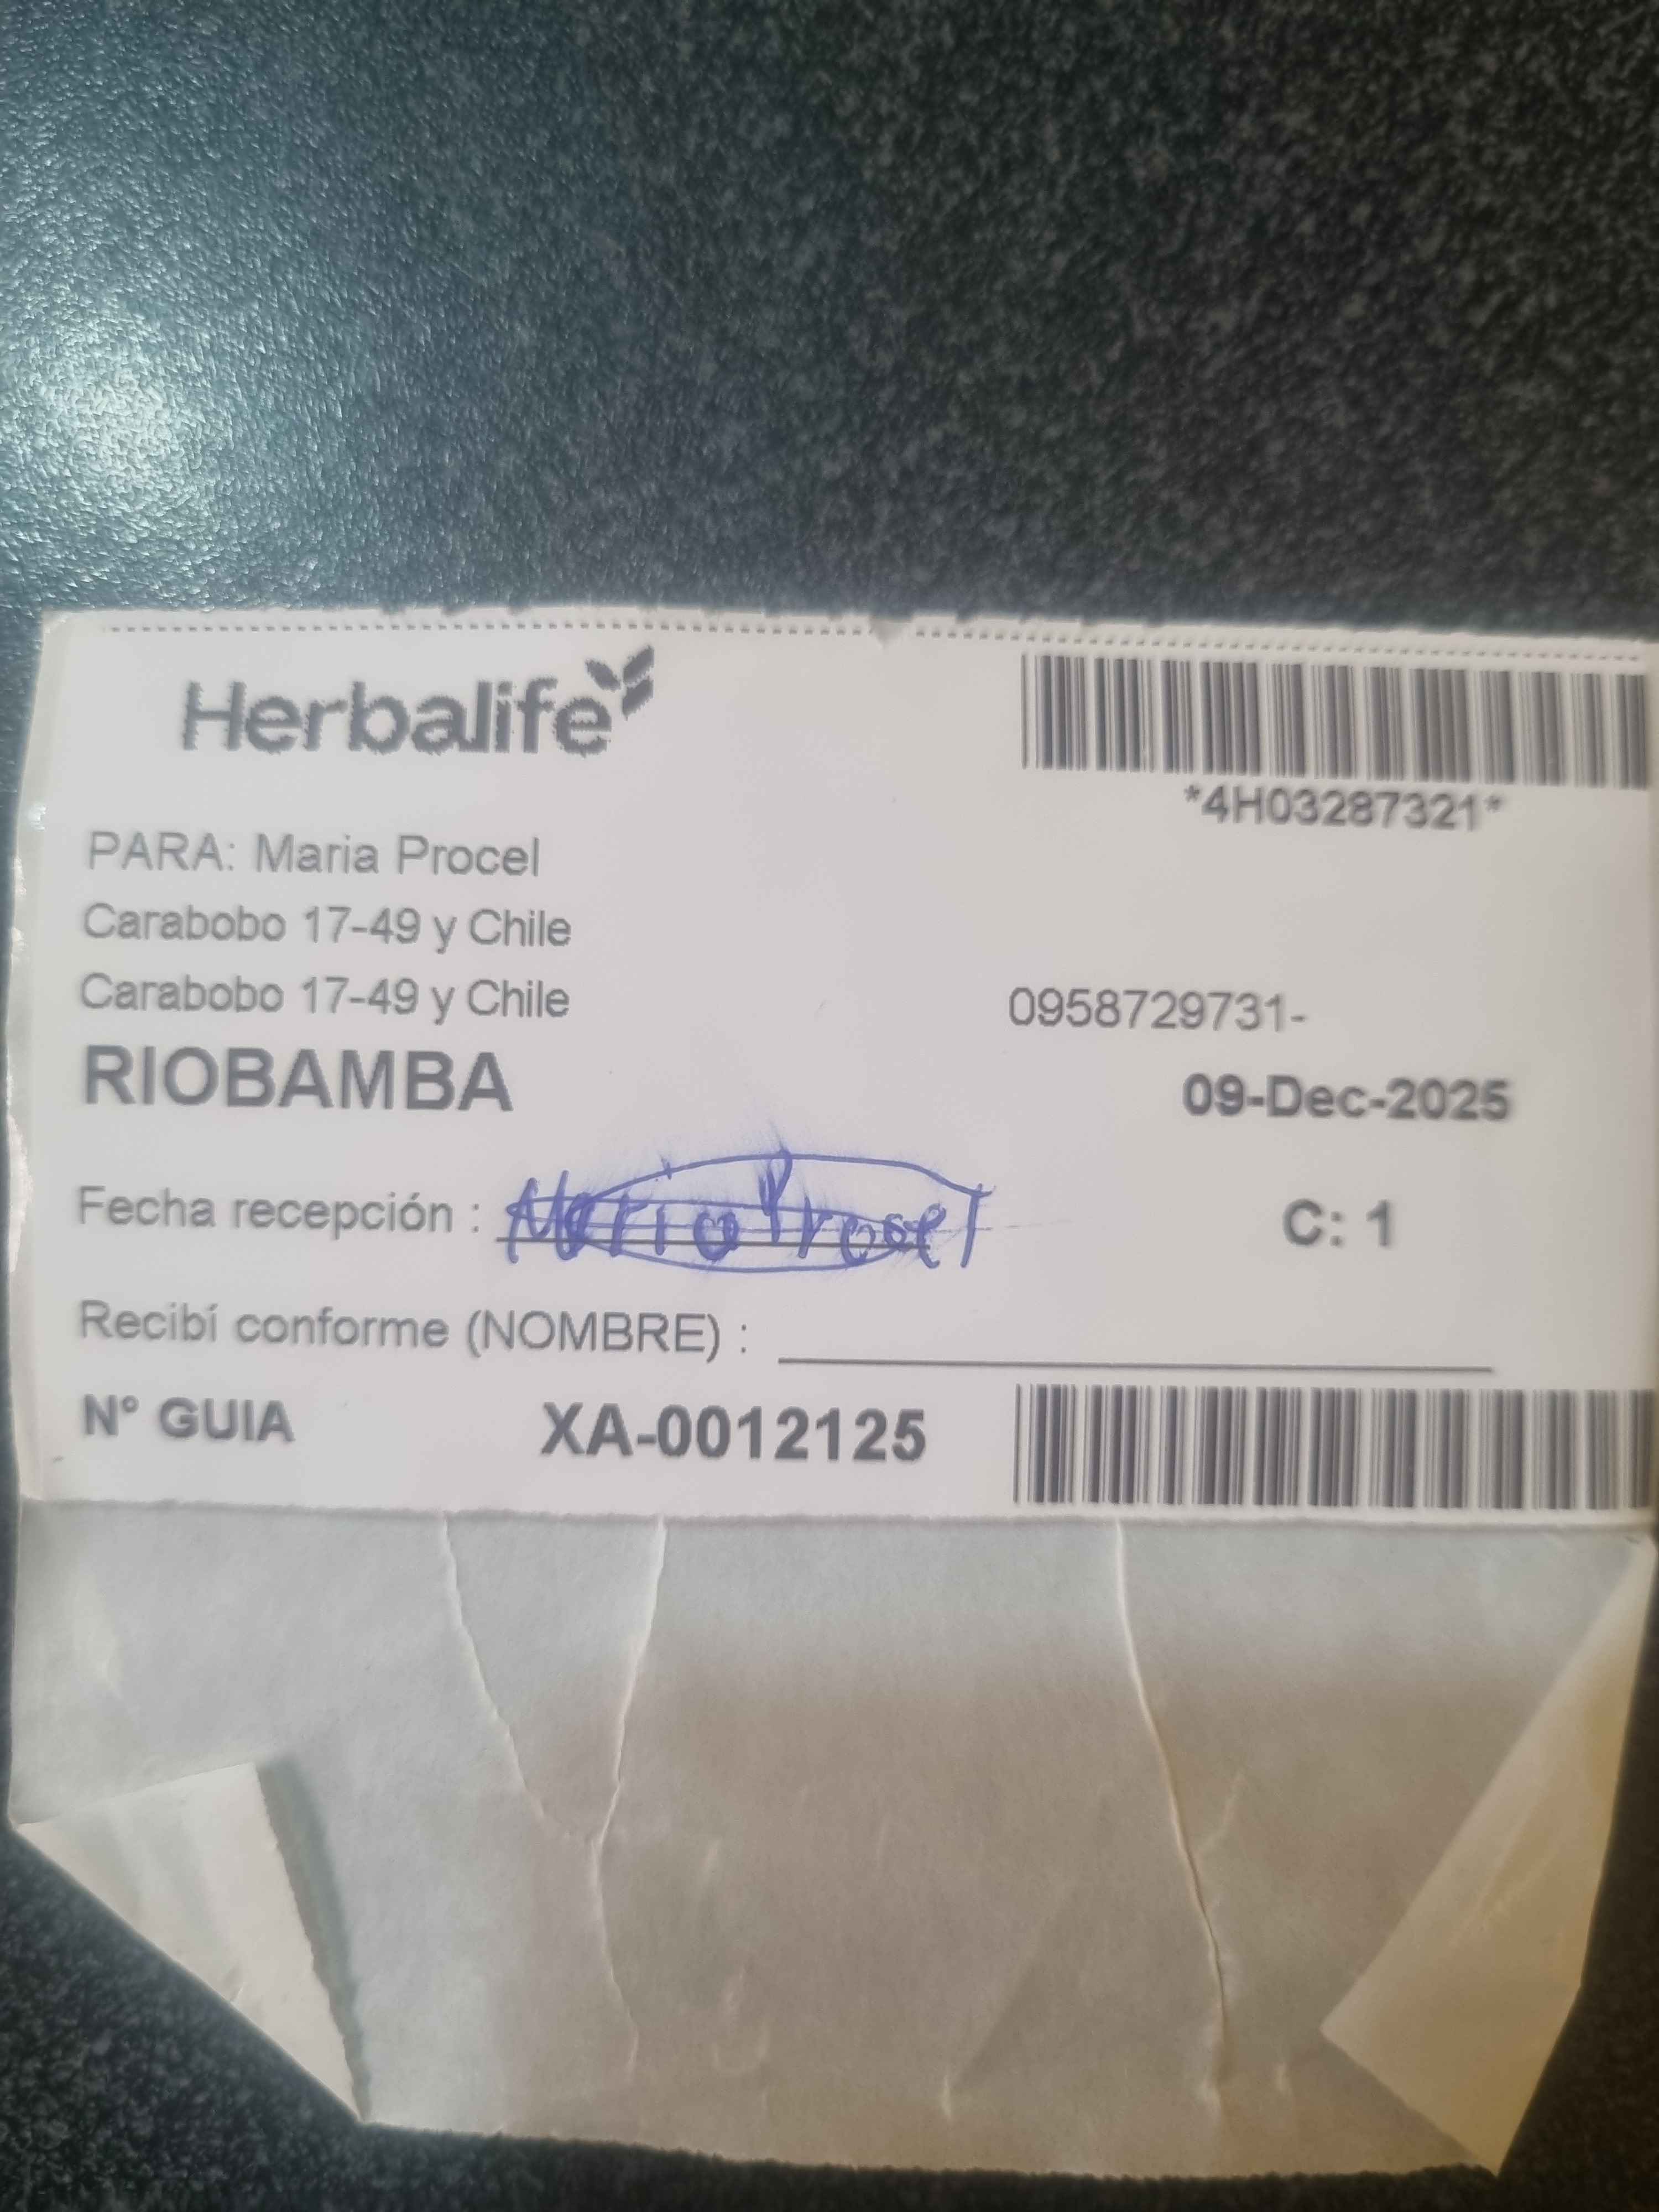 Herbalife
*4H03287321*
PARA: Maria Procel
Carabobo 17-49 y Chile
Carabobo 17-49 y Chile
0958729731-
RIOBAMBA
09-Dec-2025
Fecha recepción : Maria Procel
C: 1
Recibí conforme (NOMBRE) :
N° GUIA XA-0012125